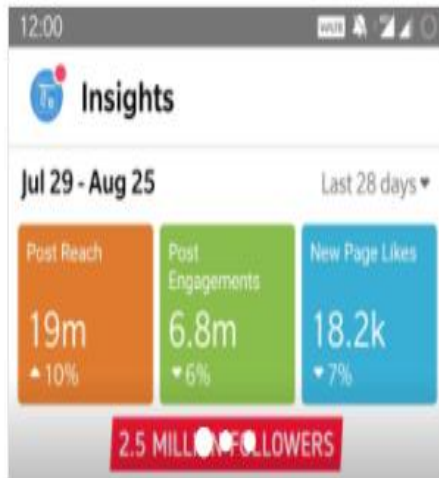 12:00
Insights
Jul 29 - Aug 25
Last 28 days
Post Reach
19m
10%
Post
Engagements
6.8m
6%
New Page Likes
18.2k
7%
2.5 MILLION FOLLOWERS